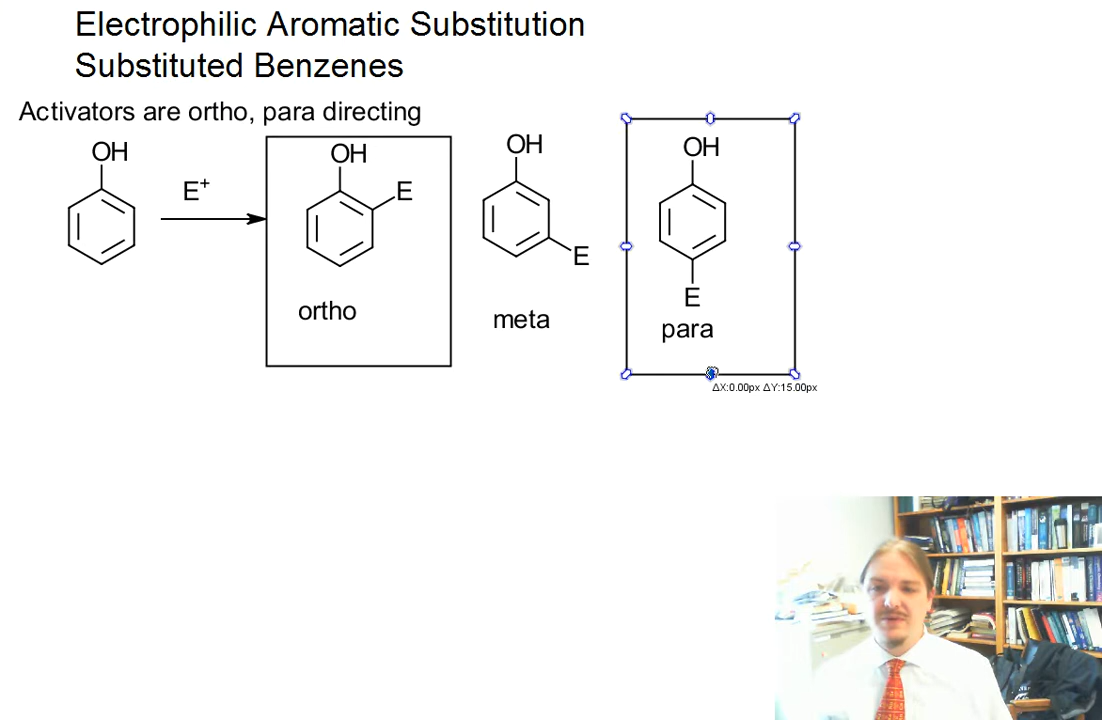 Electrophilic Aromatic Substitution
Substituted Benzenes
Activators are ortho, para directing
OH
E⁺
OH
E
ortho
OH
E
meta
OH
E
para
ΔX:0.00px ΔY:15.00px